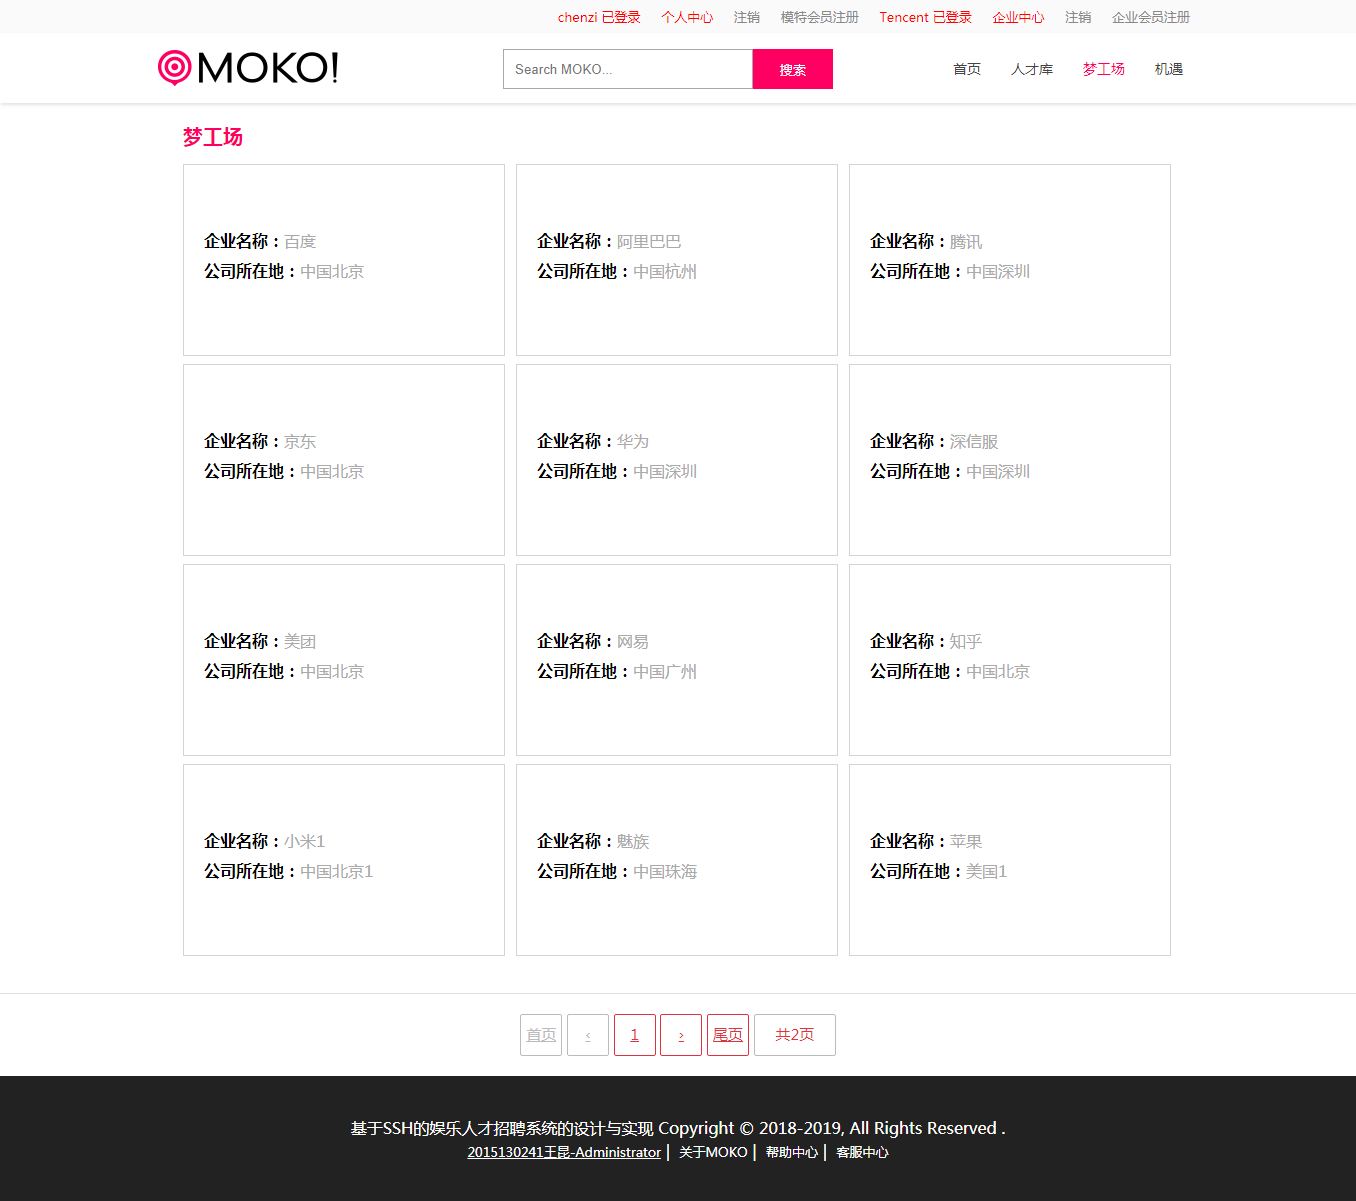 chenzi 已登录 个人中心 注销 模特会员注册 Tencent 已登录 企业中心 注销 企业会员注册
MOKO! Search MOKO... 搜索 首页 人才库 梦工场 机遇
梦工场
企业名称：百度 企业名称：阿里巴巴 企业名称：腾讯
公司所在地：中国北京 公司所在地：中国杭州 公司所在地：中国深圳
企业名称：京东 企业名称：华为 企业名称：深信服
公司所在地：中国北京 公司所在地：中国深圳 公司所在地：中国深圳
企业名称：美团 企业名称：网易 企业名称：知乎
公司所在地：中国北京 公司所在地：中国广州 公司所在地：中国北京
企业名称：小米1 企业名称：魅族 企业名称：苹果
公司所在地：中国北京1 公司所在地：中国珠海 公司所在地：美国1
首页 ‹ 1 › 尾页 共2页
基于SSH的娱乐人才招聘系统的设计与实现 Copyright © 2018-2019, All Rights Reserved .
2015130241王昆-Administrator | 关于MOKO | 帮助中心 | 客服中心